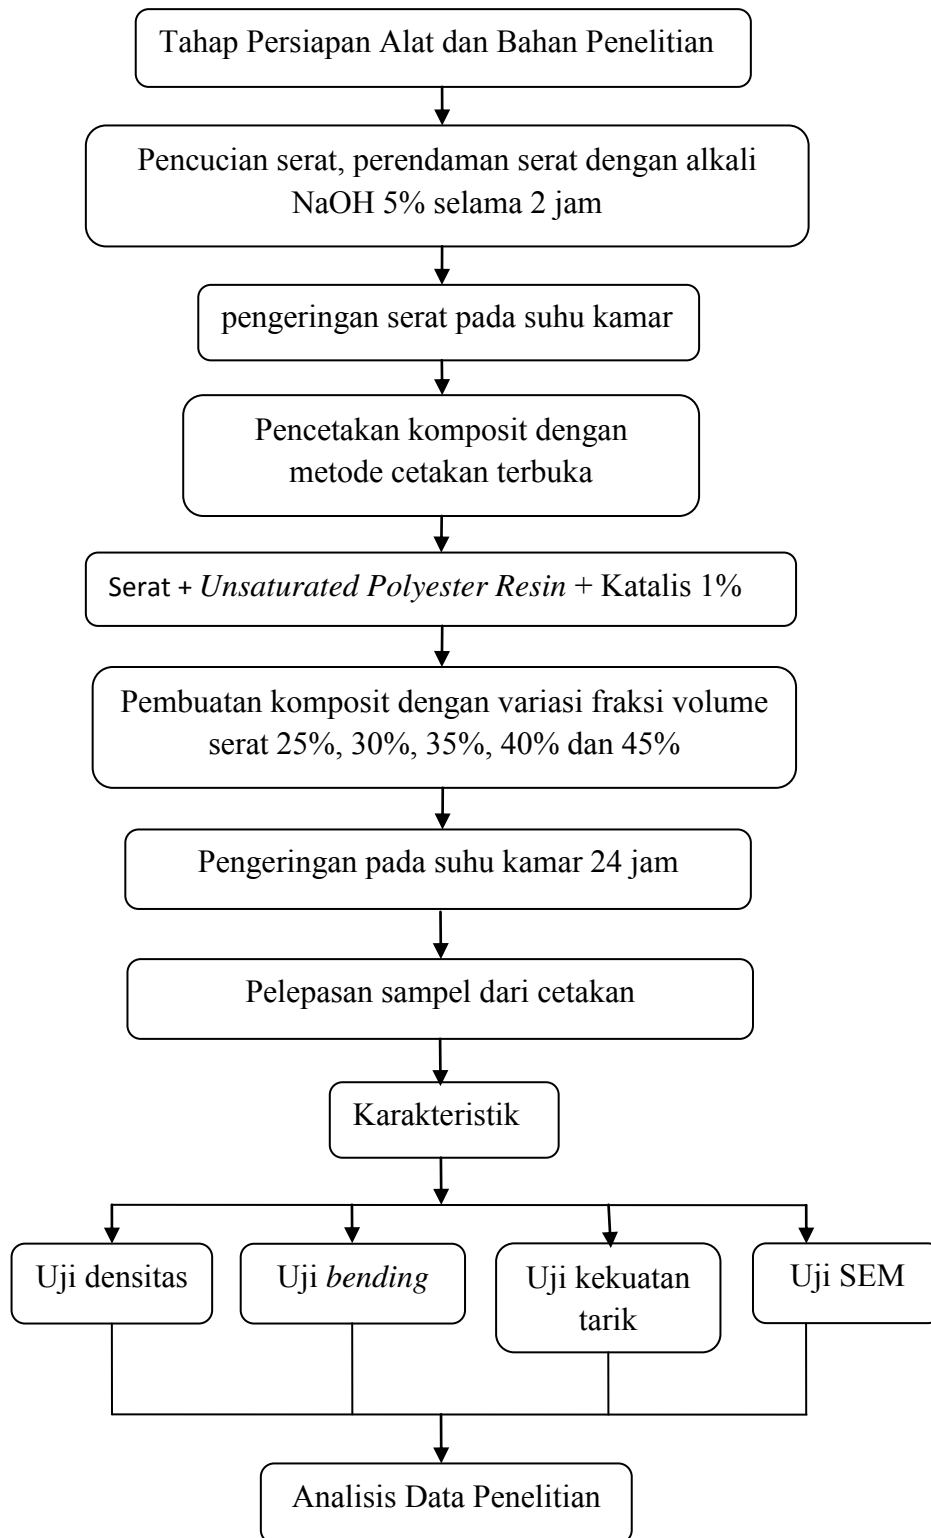 Tahap Persiapan Alat dan Bahan Penelitian
Pencucian serat, perendaman serat dengan alkali
NaOH 5% selama 2 jam
pengeringan serat pada suhu kamar
Pencetakan komposit dengan
metode cetakan terbuka
Serat + Unsaturated Polyester Resin + Katalis 1%
Pembuatan komposit dengan variasi fraksi volume
serat 25%, 30%, 35%, 40% dan 45%
Pengeringan pada suhu kamar 24 jam
Pelepasan sampel dari cetakan
Karakteristik
Uji densitas
Uji bending
Uji kekuatan
tarik
Uji SEM
Analisis Data Penelitian